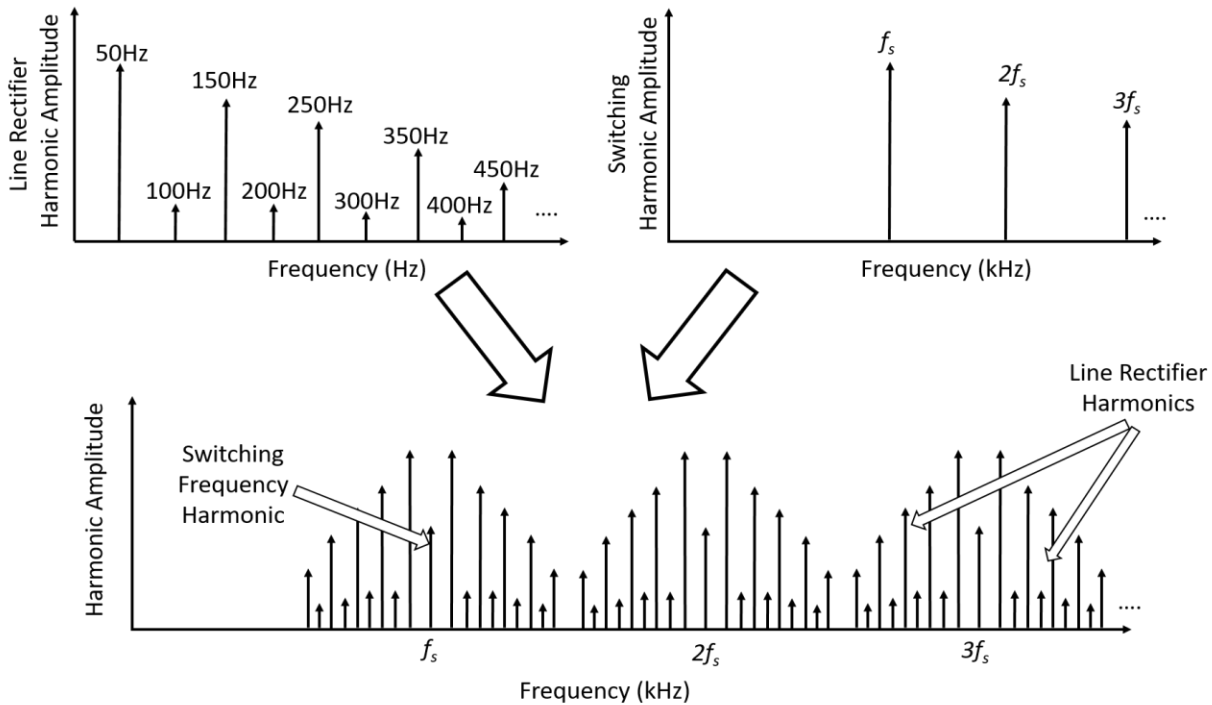 Line Rectifier
Harmonic Amplitude
50Hz
100Hz
150Hz
200Hz
250Hz
300Hz
350Hz
400Hz
450Hz
....
Frequency (Hz)
Switching
Harmonic Amplitude
fs
2fs
3fs
....
Frequency (kHz)
Harmonic Amplitude
Switching
Frequency
Harmonic
Line Rectifier
Harmonics
fs
2fs
3fs
....
Frequency (kHz)